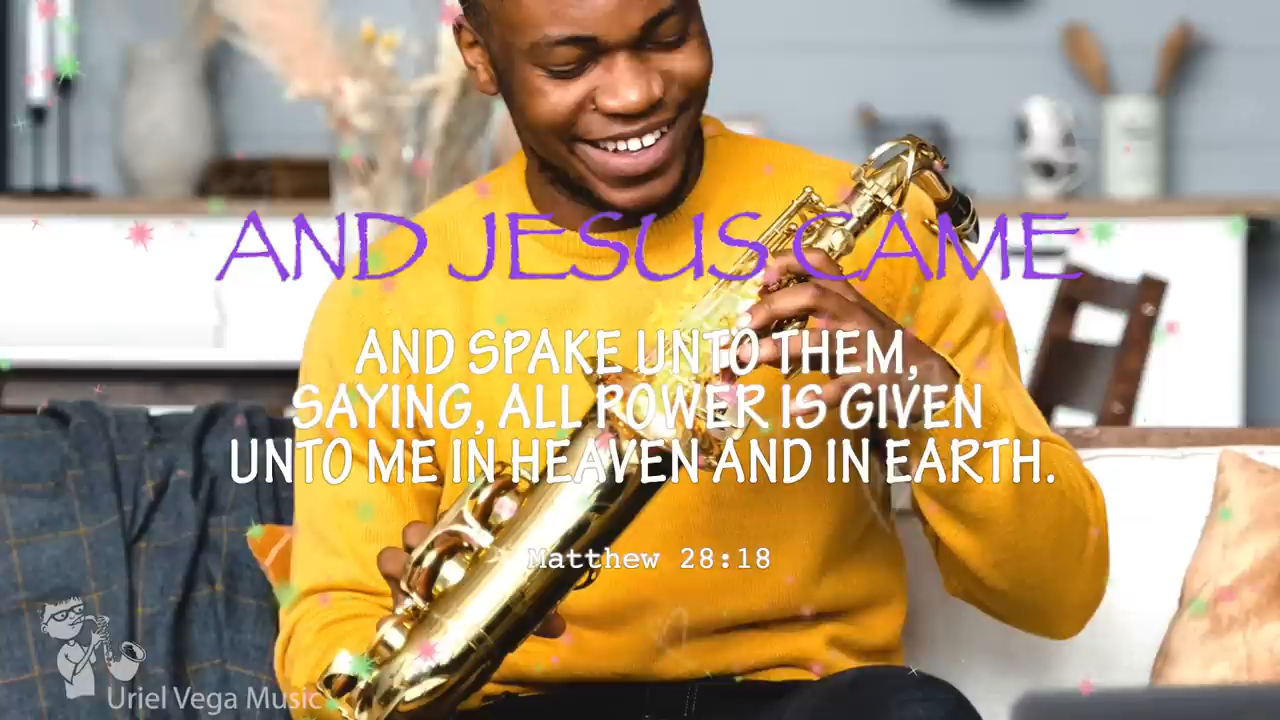 AND JESUS CAME
AND SPAKE UNTO THEM,
SAYING, ALL POWER IS GIVEN
UNTO ME IN HEAVEN AND IN EARTH.
Matthew 28:18
Uriel Vega Music